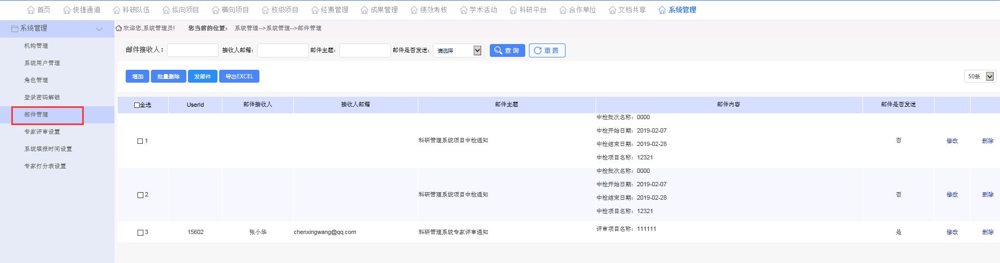 首页 快捷通道 科研队伍 纵向项目 横向项目 校级项目 经费管理 成果管理 绩效考核 学术活动 科研平台 合作单位 文档共享 系统管理
系统管理
欢迎您,系统管理员! 您当前的位置： 系统管理-->系统管理-->邮件管理
机构管理
系统用户管理
角色管理
登录密码解锁
邮件管理
专家评审设置
系统填报时间设置
专家打分表设置
邮件接收人： 接收人邮箱： 邮件主题： 邮件是否发送： 请选择 查询 重置
增加 批量删除 发邮件 导出EXCEL 50条
全选 UserId 邮件接收人 接收人邮箱 邮件主题 邮件内容 邮件是否发送
中检批次名称：0000
中检开始日期：2019-02-07
1 科研管理系统项目中检通知 否 修改 删除
中检结束日期：2019-02-28
中检项目名称：12321
中检批次名称：0000
中检开始日期：2019-02-07
2 科研管理系统项目中检通知 否 修改 删除
中检结束日期：2019-02-28
中检项目名称：12321
3 15602 张小华 chenxingwang@qq.com 科研管理系统专家评审通知 评审项目名称：111111 是 修改 删除